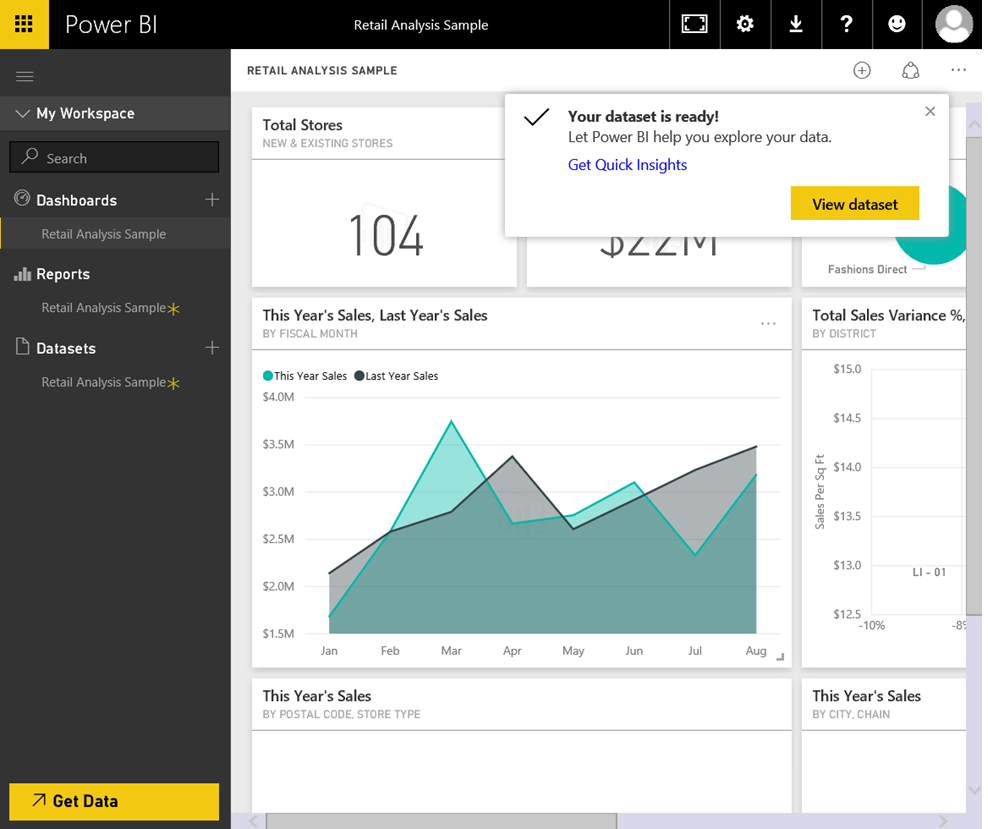 Power BI
Retail Analysis Sample
RETAIL ANALYSIS SAMPLE
My Workspace
Search
Dashboards
Retail Analysis Sample
Reports
Retail Analysis Sample
Datasets
Retail Analysis Sample
Get Data
Your dataset is ready!
Let Power BI help you explore your data.
Get Quick Insights
View dataset
Total Stores
NEW & EXISTING STORES
104
$22M
Fashions Direct
This Year's Sales, Last Year's Sales
BY FISCAL MONTH
This Year Sales Last Year Sales
$4.0M
$3.5M
$3.0M
$2.5M
$2.0M
$1.5M
Jan Feb Mar Apr May Jun Jul Aug
Total Sales Variance %,
BY DISTRICT
Sales Per Sq Ft
$15.0
$14.5
$14.0
$13.5
$13.0
$12.5
LI - 01
-10% -8%
This Year's Sales
BY POSTAL CODE, STORE TYPE
This Year's Sales
BY CITY, CHAIN